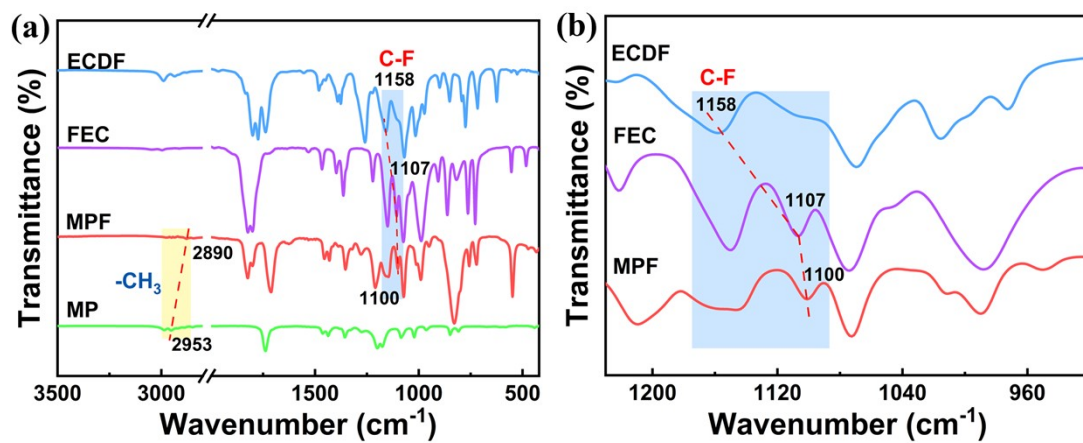 (a)
Transmittance (%)
ECDF
C-F
1158
FEC
1107
MPF
2890
-CH₃
1100
MP
2953
3500 3000 1500 1000 500
Wavenumber (cm⁻¹)
(b)
Transmittance (%)
ECDF
C-F
1158
FEC
1107
MPF
1100
1200 1120 1040 960
Wavenumber (cm⁻¹)